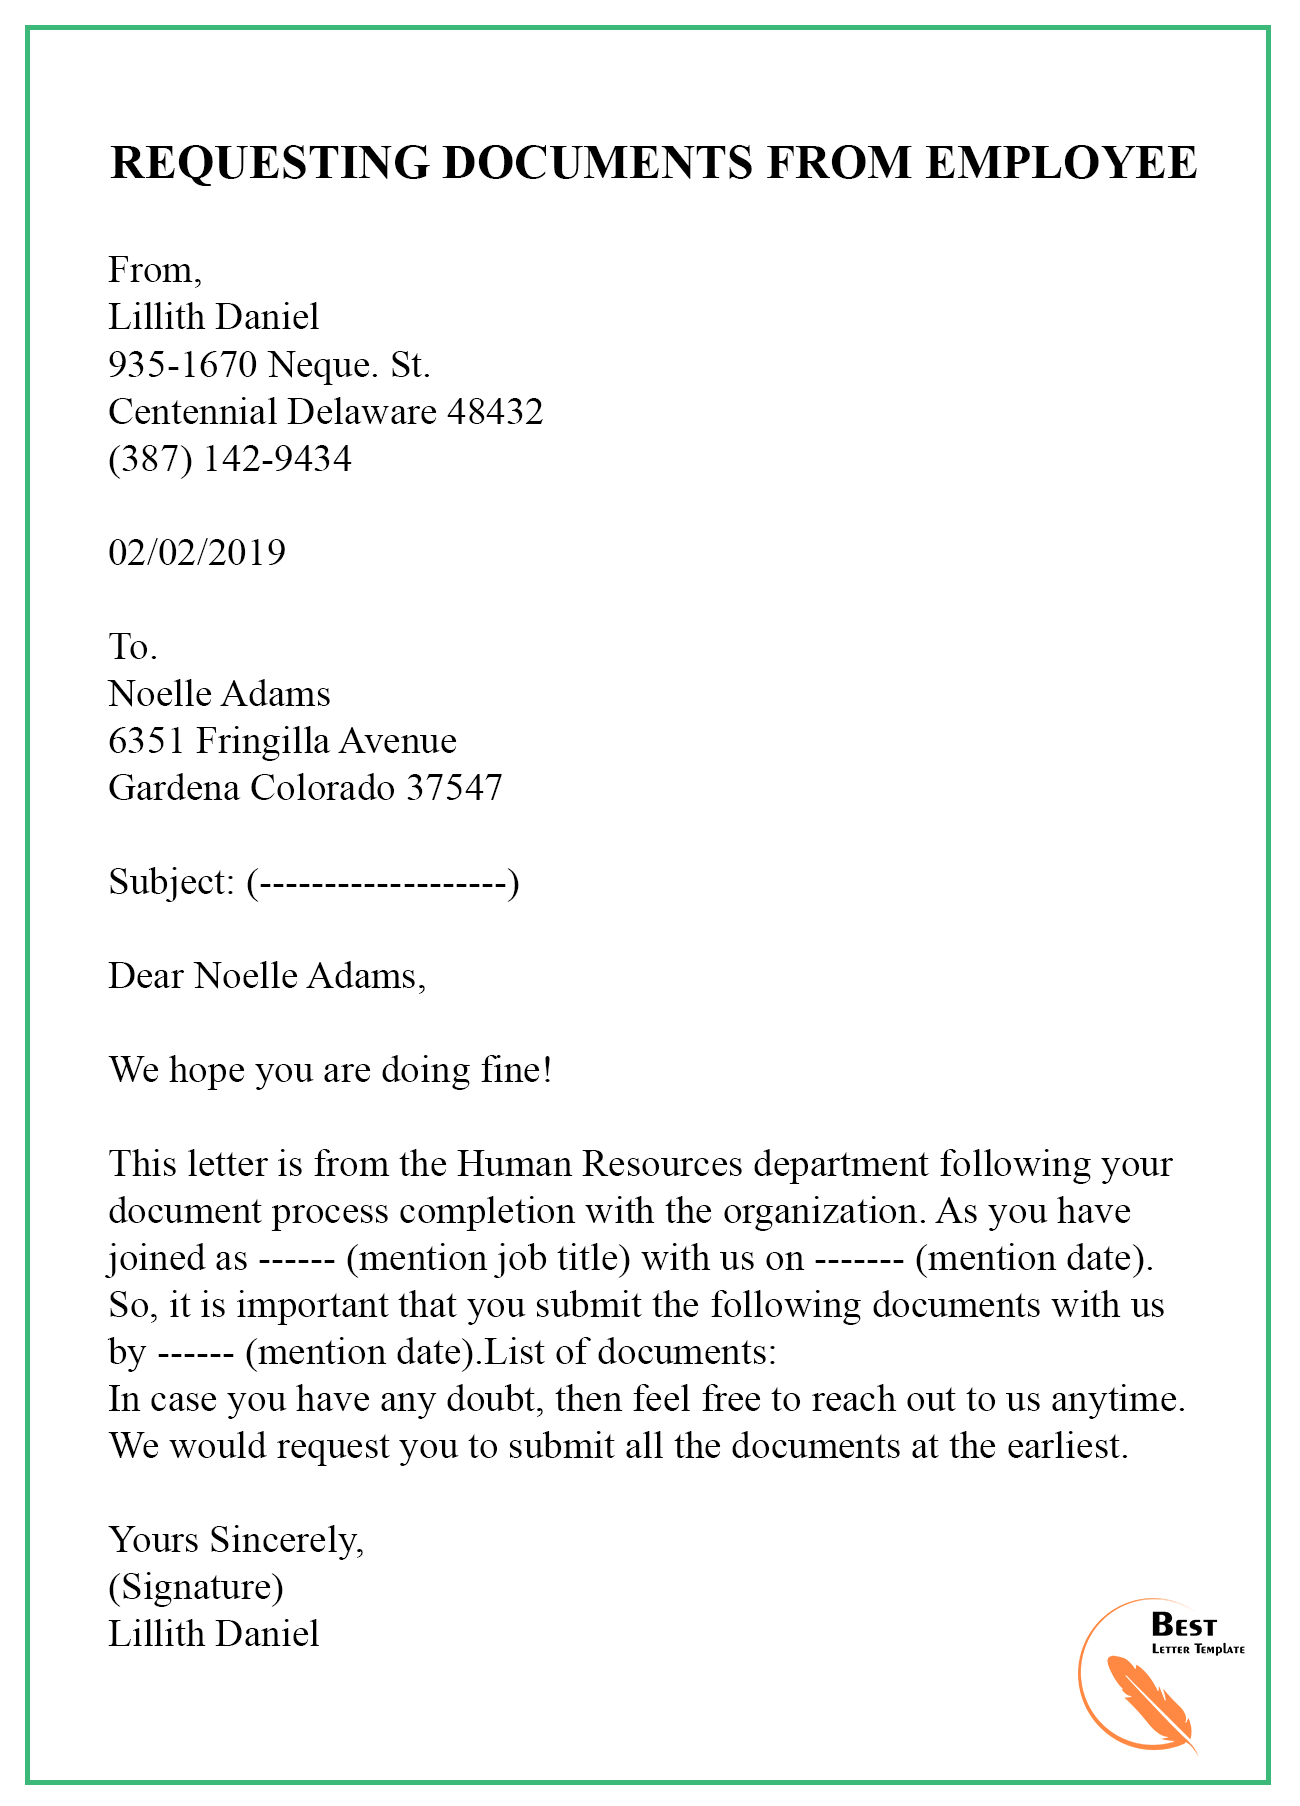 REQUESTING DOCUMENTS FROM EMPLOYEE
From,
Lillith Daniel
935-1670 Neque. St.
Centennial Delaware 48432
(387) 142-9434
02/02/2019
To.
Noelle Adams
6351 Fringilla Avenue
Gardena Colorado 37547
Subject: (-------------------)
Dear Noelle Adams,
We hope you are doing fine!
This letter is from the Human Resources department following your
document process completion with the organization. As you have
joined as ------ (mention job title) with us on ------- (mention date).
So, it is important that you submit the following documents with us
by ------ (mention date).List of documents:
In case you have any doubt, then feel free to reach out to us anytime.
We would request you to submit all the documents at the earliest.
Yours Sincerely,
(Signature)
Lillith Daniel
BEST
LETTER TEMPLATE